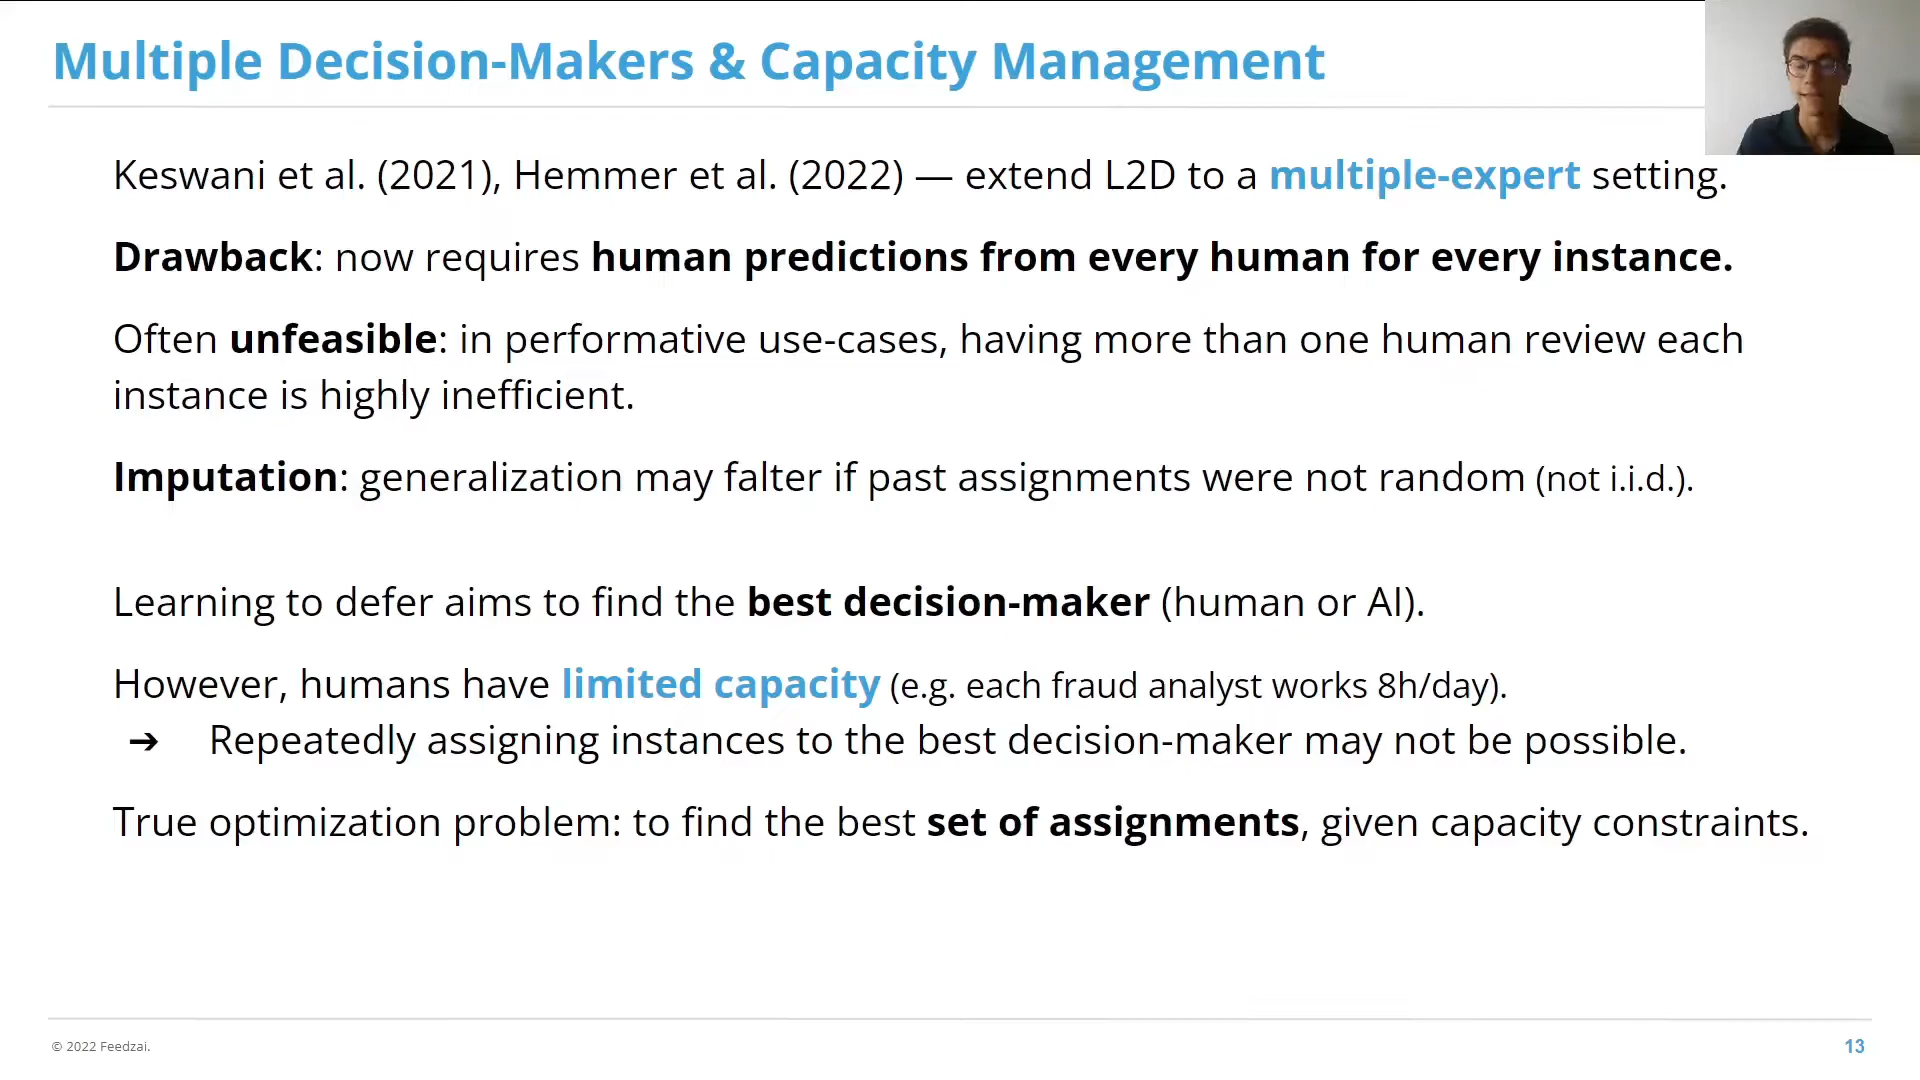 Multiple Decision-Makers & Capacity Management
Keswani et al. (2021), Hemmer et al. (2022) — extend L2D to a multiple-expert setting.
Drawback: now requires human predictions from every human for every instance.
Often unfeasible: in performative use-cases, having more than one human review each
instance is highly inefficient.
Imputation: generalization may falter if past assignments were not random (not i.i.d.).
Learning to defer aims to find the best decision-maker (human or AI).
However, humans have limited capacity (e.g. each fraud analyst works 8h/day).
➔ Repeatedly assigning instances to the best decision-maker may not be possible.
True optimization problem: to find the best set of assignments, given capacity constraints.
© 2022 Feedzai.
13